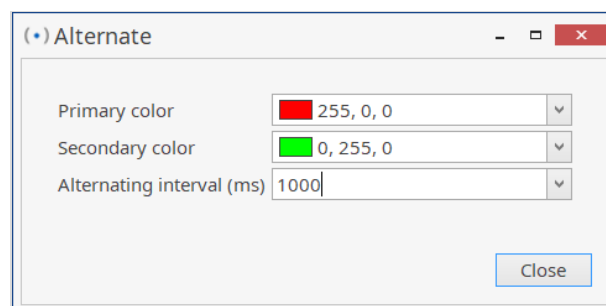 Alternate
Primary color 255, 0, 0
Secondary color 0, 255, 0
Alternating interval (ms) 1000
Close